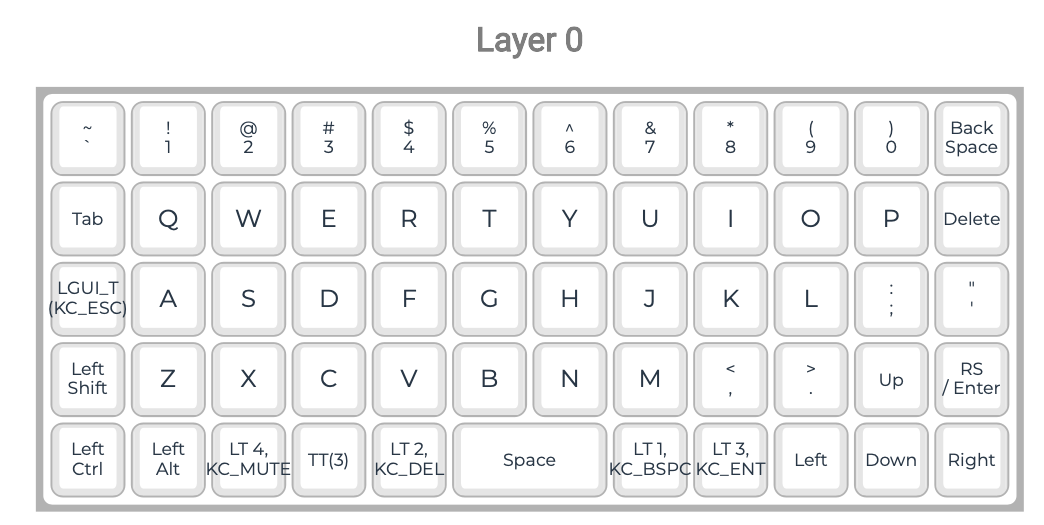 Layer 0
~ ! @ # $ % ^ & * ( ) Back
` 1 2 3 4 5 6 7 8 9 0 Space
Tab Q W E R T Y U I O P Delete
LGUI_T : "
(KC_ESC) A S D F G H J K L ; '
Left < > RS
Shift Z X C V B N M , . Up / Enter
Left Left LT 4, LT 2, LT 1, LT 3,
Ctrl Alt KC_MUTE TT(3) KC_DEL Space KC_BSPC KC_ENT Left Down Right